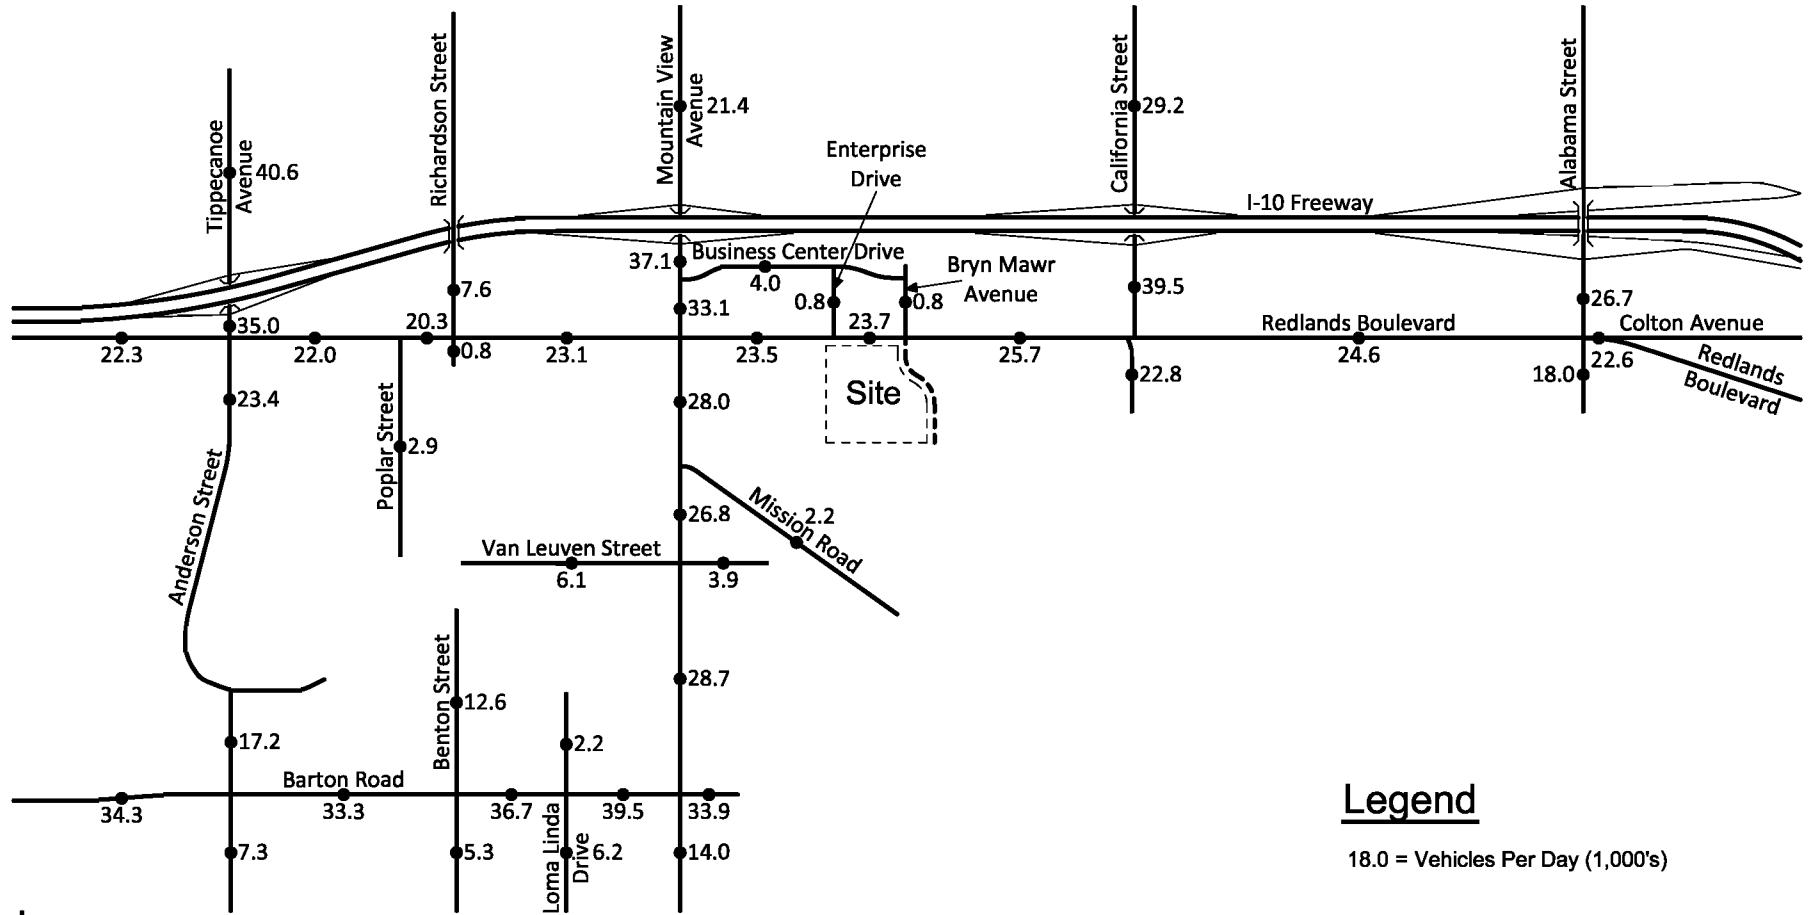 Tippecanoe
Avenue
40.6
Richardson Street
Mountain View
Avenue
21.4
Enterprise
Drive
California Street
29.2
Alabama Street
I-10 Freeway
Business Center Drive
4.0
37.1
33.1
0.8
0.8
Bryn Mawr
Avenue
7.6
39.5
26.7
35.0
20.3
22.3
22.0
0.8
23.1
23.5
23.7
25.7
Redlands Boulevard
24.6
Colton Avenue
22.6
Redlands
Boulevard
23.4
Poplar Street
2.9
28.0
Site
22.8
18.0
Anderson Street
26.8
Mission Road
2.2
Van Leuven Street
6.1
3.9
28.7
Benton Street
12.6
17.2
2.2
Barton Road
34.3
33.3
36.7
39.5
33.9
Loma Linda
Drive
7.3
5.3
6.2
14.0
Legend
18.0 = Vehicles Per Day (1,000's)